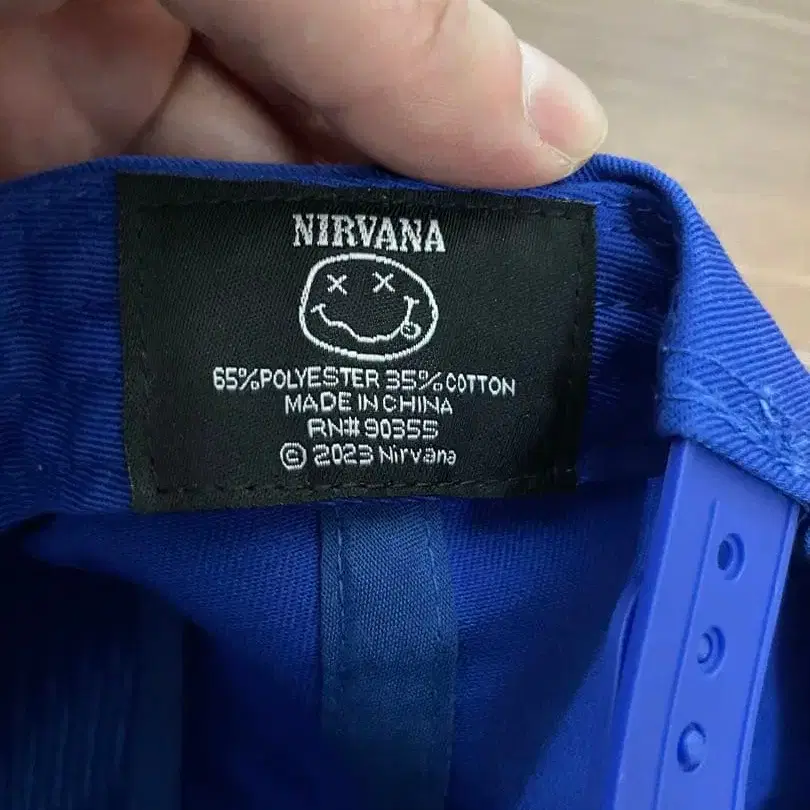 NIRVANA
65%POLYESTER 35%COTTON
MADE IN CHINA
RN# 90355
© 2023 Nirvana